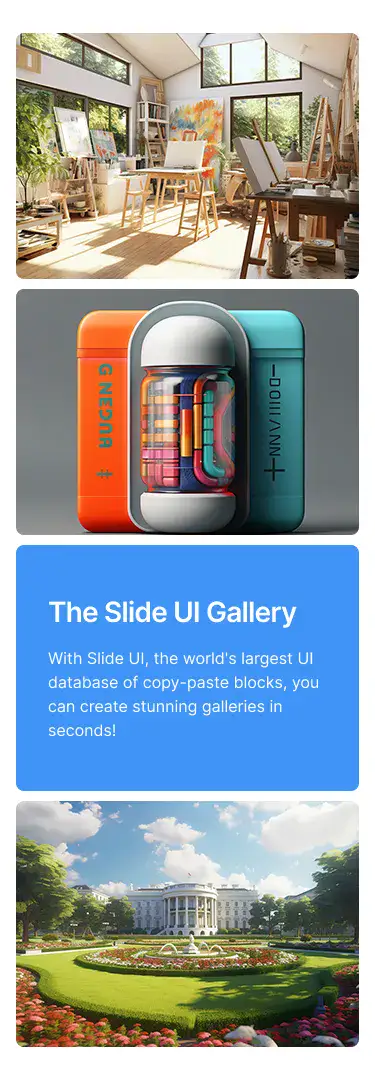 The Slide UI Gallery
With Slide UI, the world's largest UI
database of copy-paste blocks, you
can create stunning galleries in
seconds!